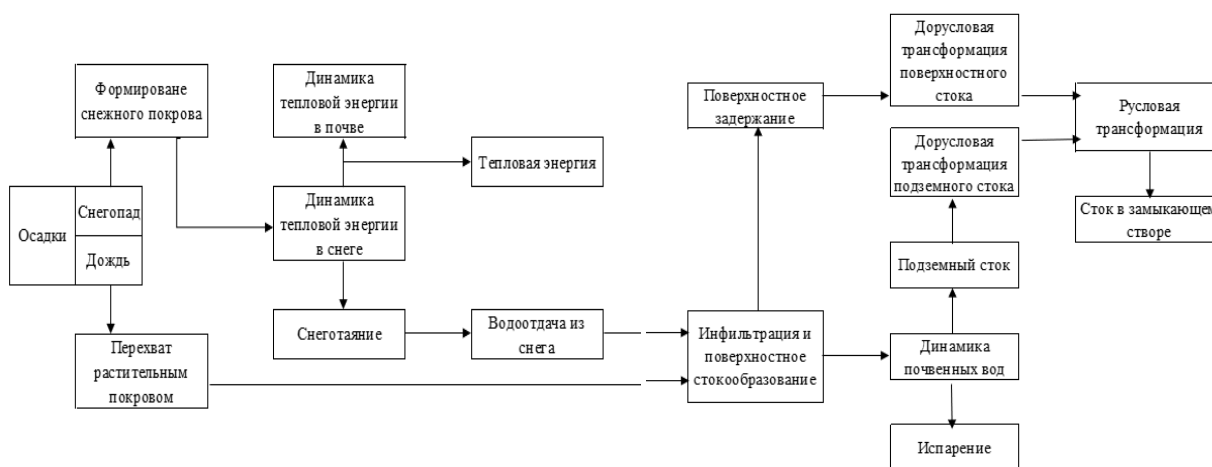 Формироване
снежного покрова
Осадки
Снегопад
Дождь
Перехват
растительным
покровом
Динамика
тепловой энергии
в почве
Тепловая энергия
Динамика
тепловой энергии
в снеге
Снеготаяние
Водоотдача из
снега
Поверхностное
задержание
Инфильтрация и
поверхностное
стокообразование
Дорусловая
трансформация
поверхностного
стока
Дорусловая
трансформация
подземного стока
Подземный сток
Динамика
почвенных вод
Испарение
Русловая
трансформация
Сток в замыкающем
створе